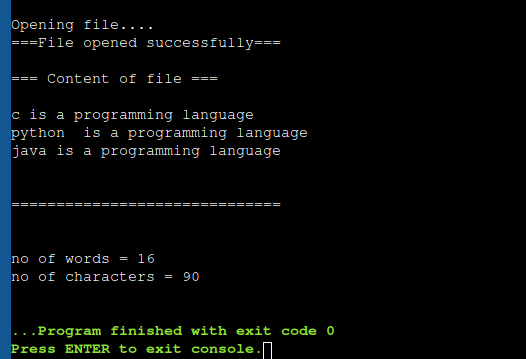 Opening file....
===File opened successfully===
=== Content of file ===
c is a programming language
python  is a programming language
java is a programming language
==============================
no of words = 16
no of characters = 90
...Program finished with exit code 0
Press ENTER to exit console.